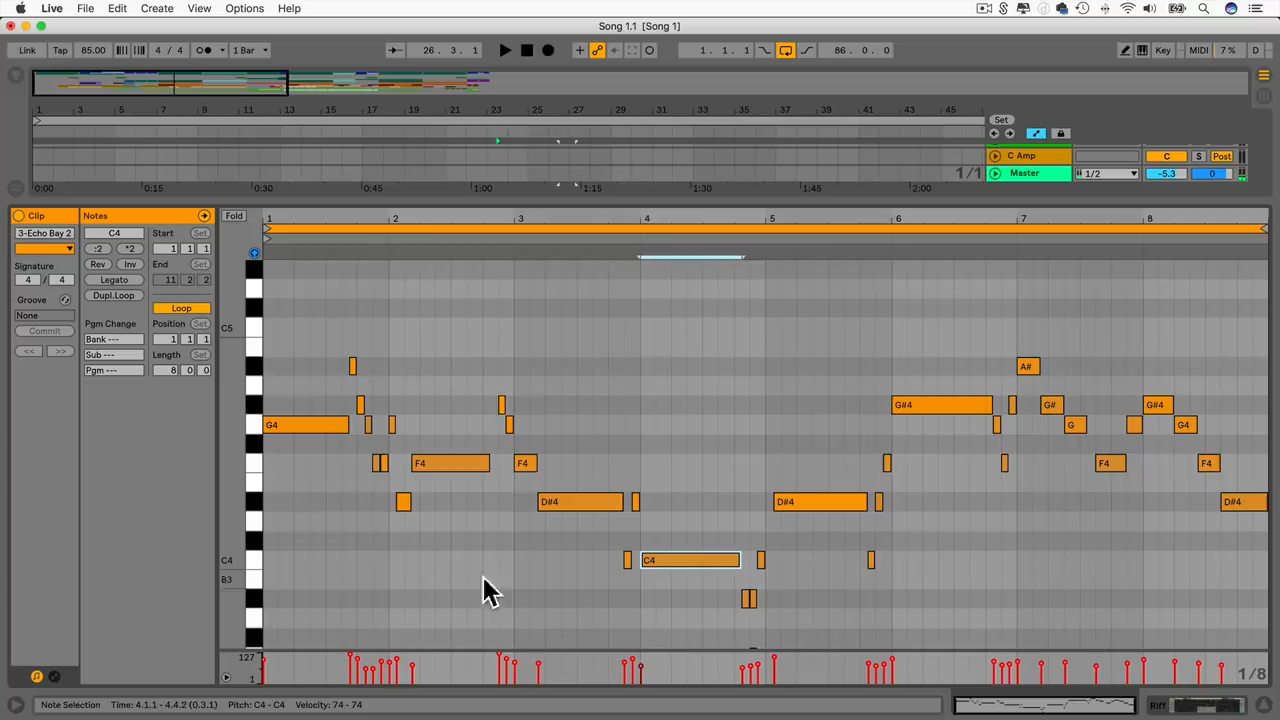 Live File Edit Create View Options Help
Song 1.1 [Song 1]
Link Tap 85.00 4 / 4 1 Bar 26. 3. 1 1. 1. 1 86. 0. 0 Key MIDI 7 % D
1 3 5 7 9 11 13 15 17 19 21 23 25 27 29 31 33 35 37 39 41 43 45
Set
C Amp C S Post
1/1 Master 1/2 -5.3 0
0:00 0:15 0:30 0:45 1:00 1:15 1:30 1:45 2:00
Clip Notes Fold 1 2 3 4 5 6 7 8
3-Echo Bay 2 C4 Start Set
:2 *2 1 1 1
Signature Rev Inv End Set
4 / 4 Legato 11 2 2
Groove Dupl.Loop
None Loop
Commit Pgm Change Position Set
<< >> Bank --- 1 1 1
Sub --- Length Set
Pgm --- 8 0 0
C5
A#
G#4 G# G#4
G4 G G4
F4 F4 F4 F4
D#4 D#4 D#4
C4 C4
B3
127
1 1/8
Note Selection Time: 4.1.1 - 4.4.2 (0.3.1) Pitch: C4 - C4 Velocity: 74 - 74 Riff